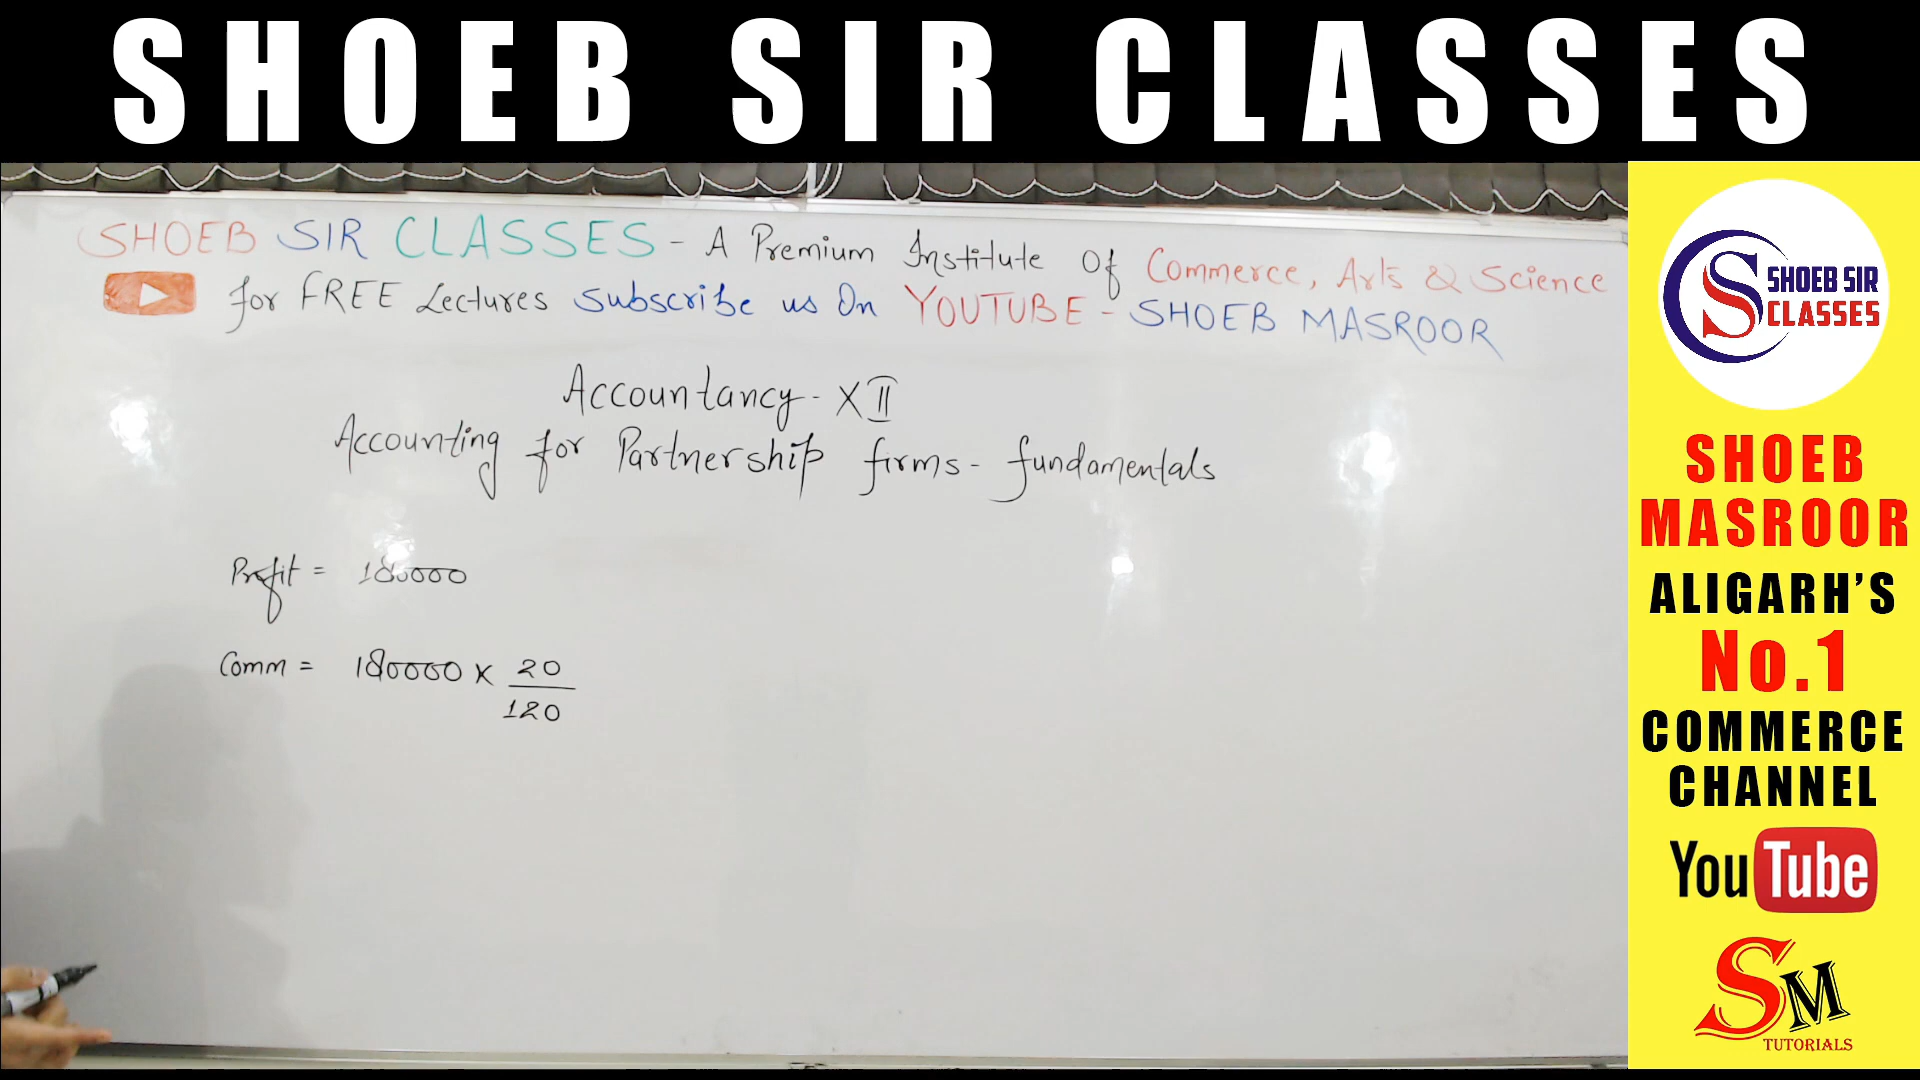 SHOEB SIR CLASSES
SHOEB SIR CLASSES - A Premium Institute Of Commerce, Arts & Science
for FREE Lectures Subscribe us On YOUTUBE - SHOEB MASROOR
Accountancy - XII
Accounting for Partnership firms - fundamentals
Profit = 180000
Comm = 180000 x 20
120
S SHOEB SIR
CLASSES
SHOEB
MASROOR
ALIGARH'S
No.1
COMMERCE
CHANNEL
YouTube
SM
TUTORIALS